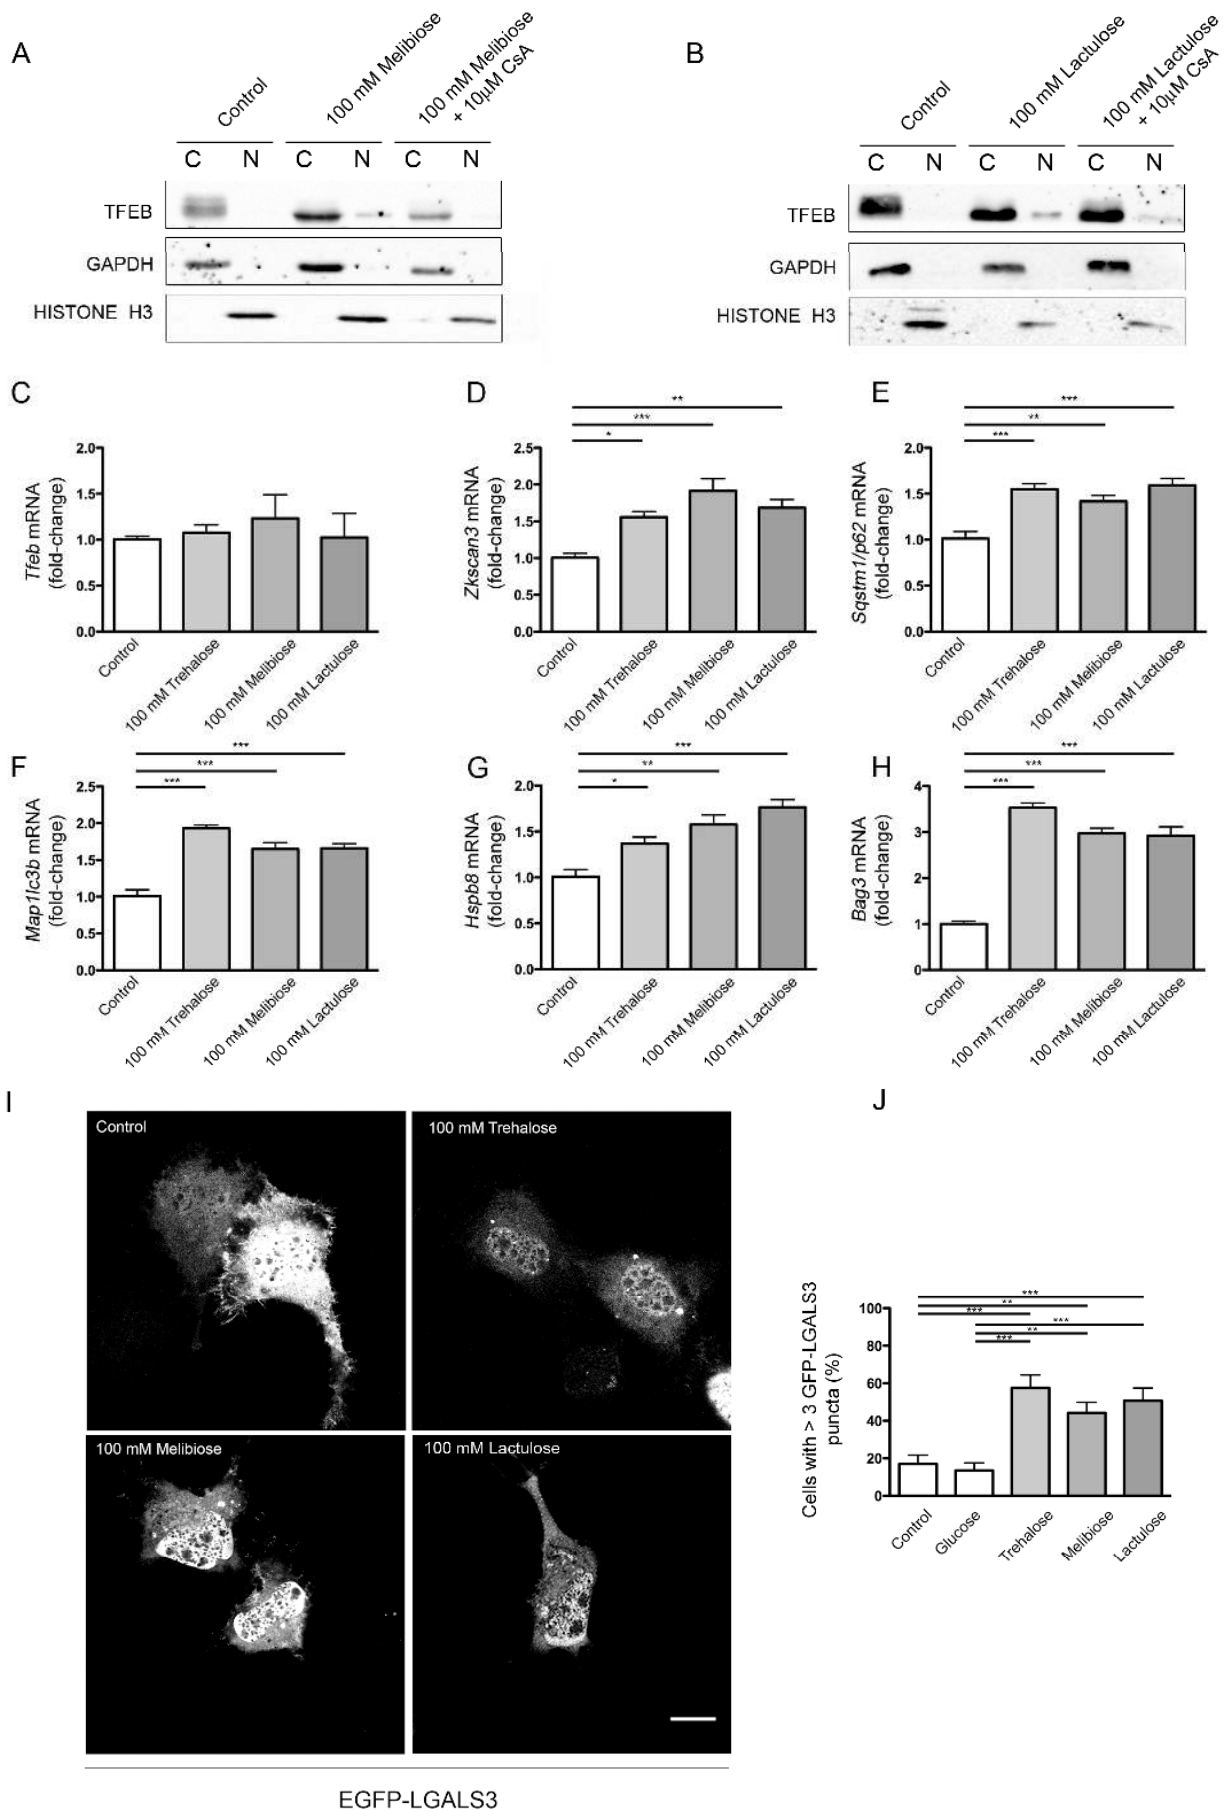 A
Control
100 mM Melibiose
100 mM Melibiose
+ 10µM CsA
C N C N C N
TFEB
GAPDH
HISTONE H3
B
Control
100 mM Lactulose
100 mM Lactulose
+ 10µM CsA
C N C N C N
TFEB
GAPDH
HISTONE H3
C
Tfeb mRNA
(fold-change)
2.0
1.5
1.0
0.5
0.0
Control
100 mM Trehalose
100 mM Melibiose
100 mM Lactulose
D
**
***
*
Zkscan3 mRNA
(fold-change)
2.5
2.0
1.5
1.0
0.5
0.0
Control
100 mM Trehalose
100 mM Melibiose
100 mM Lactulose
E
***
**
***
Sqstm1/p62 mRNA
(fold-change)
2.0
1.5
1.0
0.5
0.0
Control
100 mM Trehalose
100 mM Melibiose
100 mM Lactulose
F
***
***
***
Map1lc3b mRNA
(fold-change)
2.5
2.0
1.5
1.0
0.5
0.0
Control
100 mM Trehalose
100 mM Melibiose
100 mM Lactulose
G
***
**
*
Hspb8 mRNA
(fold-change)
2.0
1.5
1.0
0.5
0.0
Control
100 mM Trehalose
100 mM Melibiose
100 mM Lactulose
H
***
***
***
Bag3 mRNA
(fold-change)
4
3
2
1
0
Control
100 mM Trehalose
100 mM Melibiose
100 mM Lactulose
I
Control
100 mM Trehalose
100 mM Melibiose
100 mM Lactulose
EGFP-LGALS3
J
***
**
***
***
**
***
Cells with > 3 GFP-LGALS3
puncta (%)
100
80
60
40
20
0
Control
Glucose
Trehalose
Melibiose
Lactulose